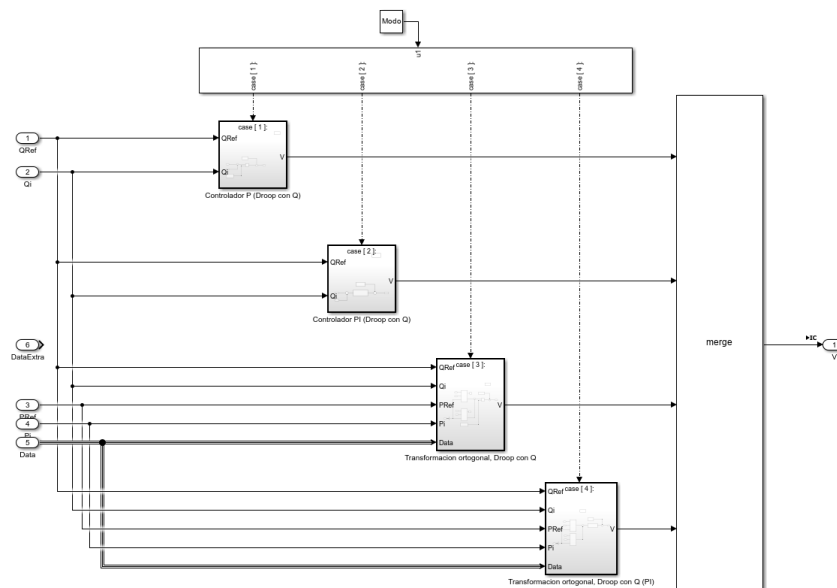 Modo
u1
case [ 1 ]:
case [ 2 ]:
case [ 3 ]:
case [ 4 ]:
1
QRef
2
Qi
case [ 1 ]:
QRef
Qi
V
Controlador P (Droop con Q)
case [ 2 ]:
QRef
Qi
V
Controlador PI (Droop con Q)
6
DataExtra
3
PRef
4
Pi
5
Data
case [ 3 ]:
QRef
Qi
PRef
Pi
Data
V
Transformacion ortogonal, Droop con Q
case [ 4 ]:
QRef
Qi
PRef
Pi
Data
V
Transformacion ortogonal, Droop con Q (PI)
merge
IC
1
V